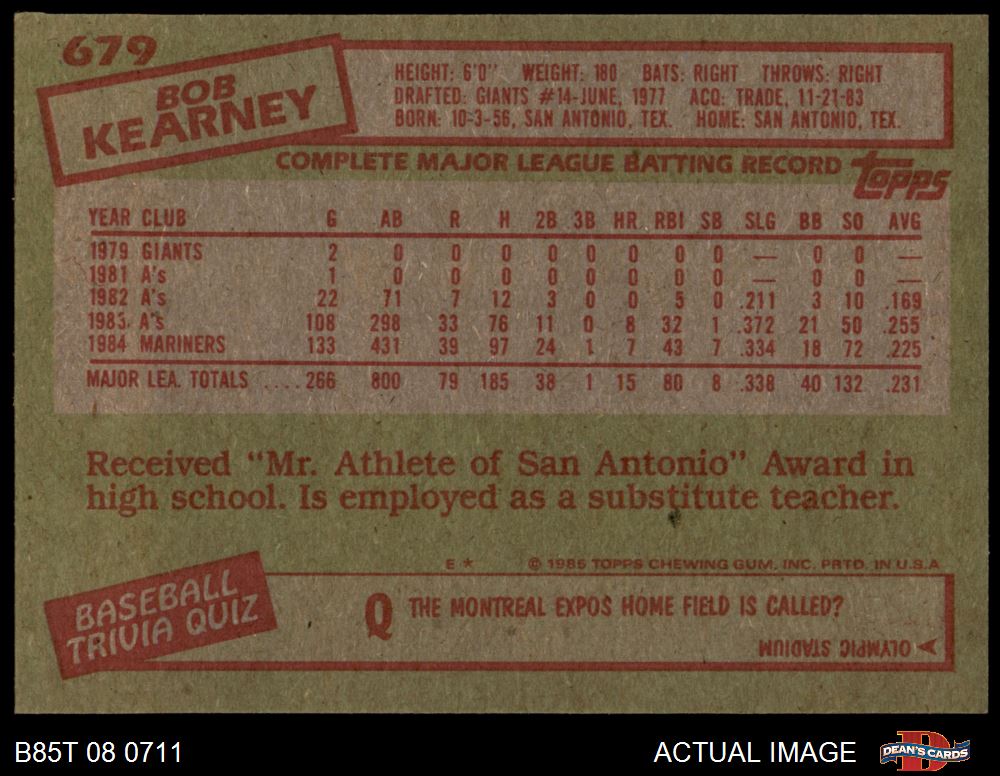 679
BOB
KEARNEY
HEIGHT: 6'0" WEIGHT: 180 BATS: RIGHT THROWS: RIGHT
DRAFTED: GIANTS #14-JUNE, 1977 ACQ: TRADE, 11-21-83
BORN: 10-3-56, SAN ANTONIO, TEX. HOME: SAN ANTONIO, TEX.
COMPLETE MAJOR LEAGUE BATTING RECORD
Topps
YEAR CLUB G AB R H 2B 3B HR RBI SB SLG BB SO AVG
1979 GIANTS 2 0 0 0 0 0 0 0 0 — 0 0 —
1981 A's 1 0 0 0 0 0 0 0 0 — 0 0 —
1982 A's 22 71 7 12 3 0 0 5 0 .211 3 10 .169
1983 A's 108 298 33 76 11 0 8 32 1 .372 21 50 .255
1984 MARINERS 133 431 39 97 24 1 7 43 7 .334 18 72 .225
MAJOR LEA. TOTALS ....266 800 79 185 38 1 15 80 8 .338 40 132 .231
Received “Mr. Athlete of San Antonio” Award in
high school. Is employed as a substitute teacher.
E * © 1985 TOPPS CHEWING GUM, INC. PRTD. IN U.S.A
BASEBALL
TRIVIA QUIZ
Q THE MONTREAL EXPOS HOME FIELD IS CALLED?
OLYMPIC STADIUM
B85T 08 0711
ACTUAL IMAGE
DEAN'S CARDS